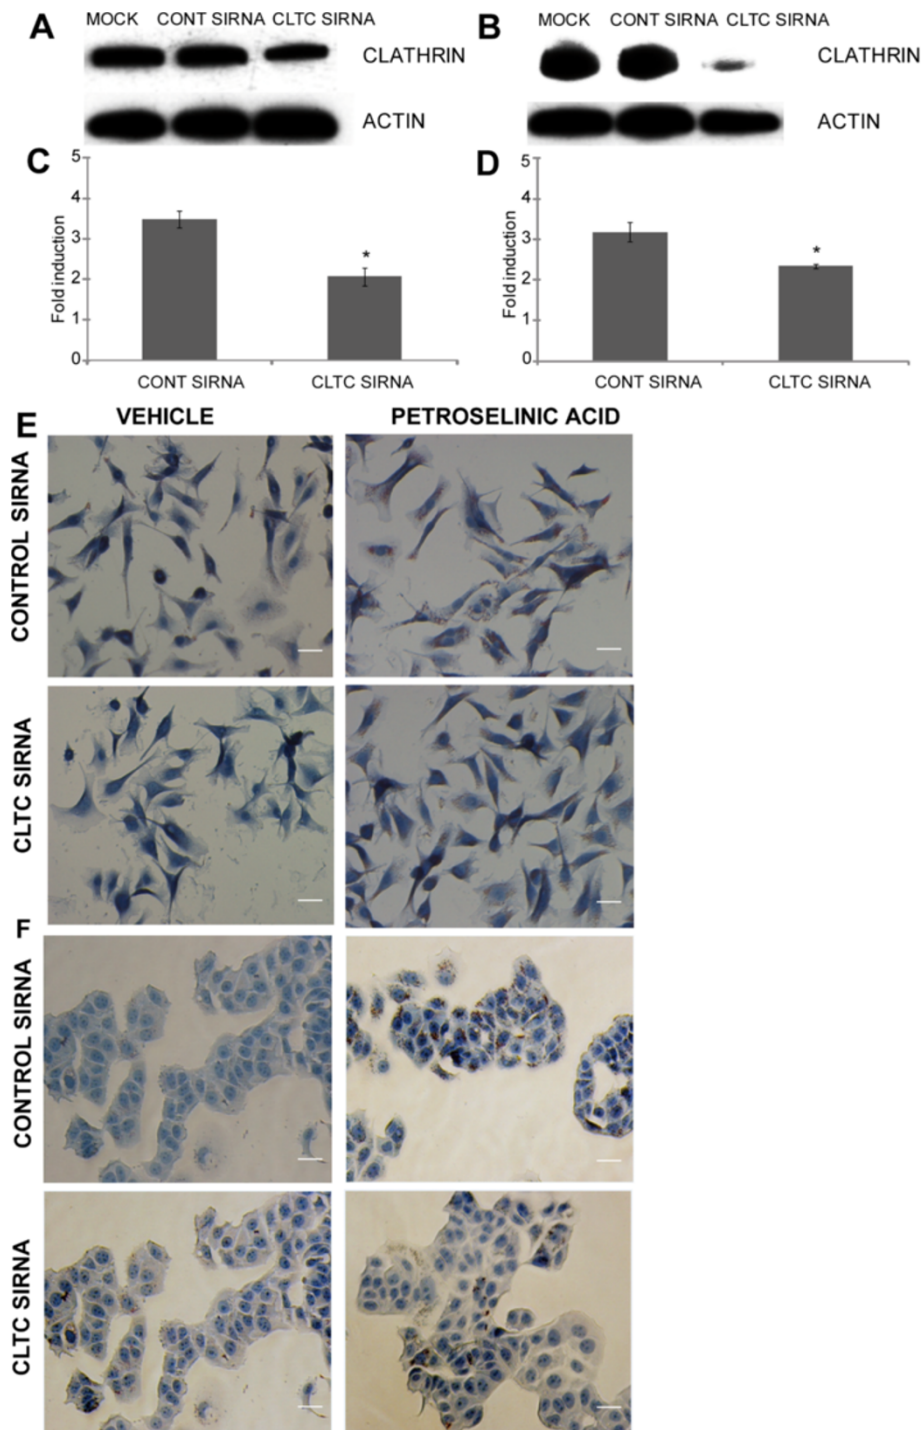 A MOCK CONT SIRNA CLTC SIRNA
CLATHRIN
ACTIN
B MOCK CONT SIRNA CLTC SIRNA
CLATHRIN
ACTIN
C
5
4
3
2
1
0
Fold induction
*
CONT SIRNA CLTC SIRNA
D
5
4
3
2
1
0
Fold induction
*
CONT SIRNA CLTC SIRNA
E VEHICLE PETROSELINIC ACID
CONTROL SIRNA
CLTC SIRNA
F
CONTROL SIRNA
CLTC SIRNA